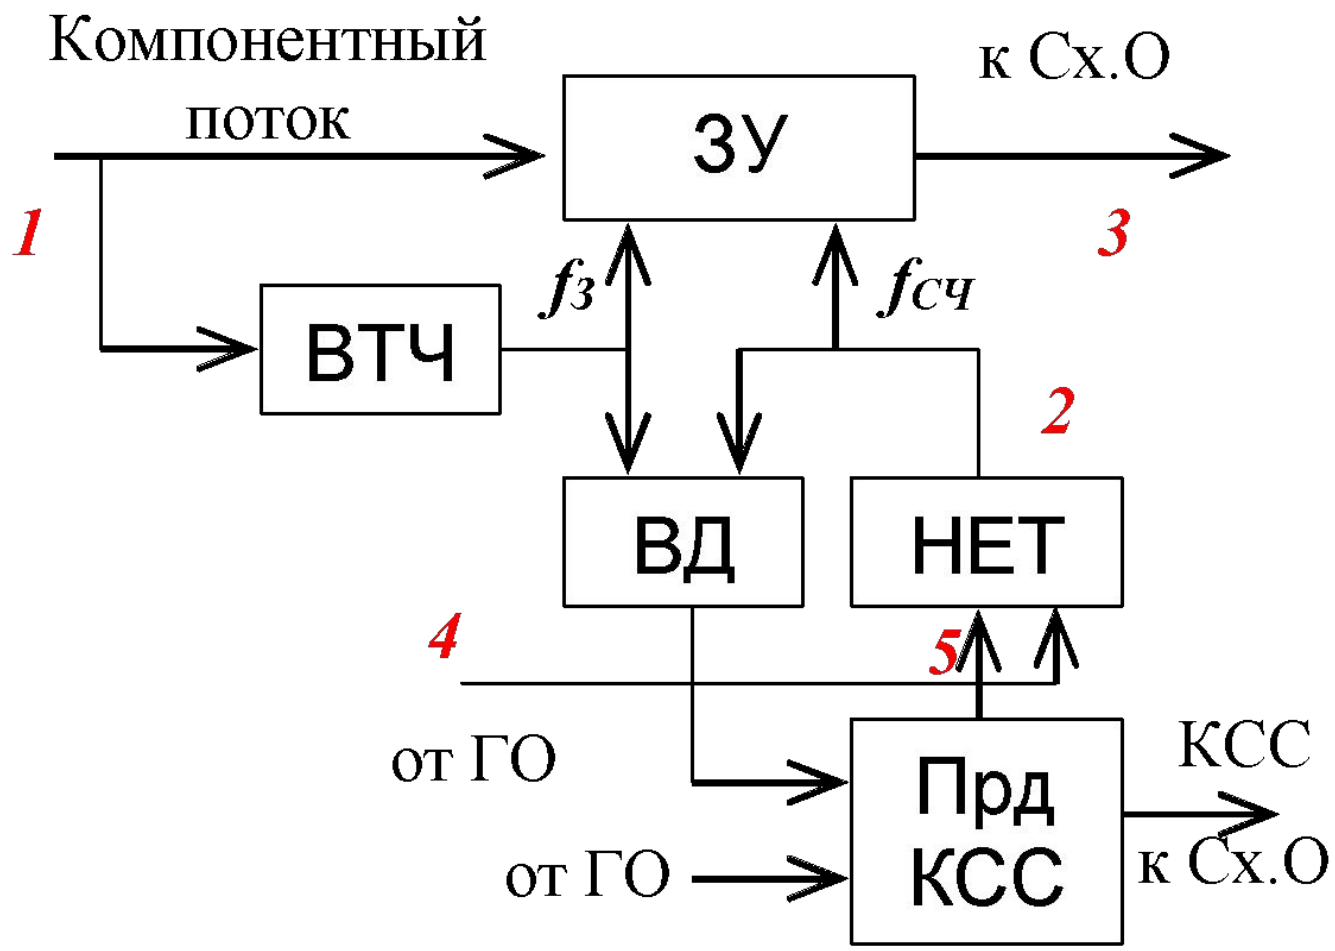 Компонентный
поток
к Сх.О
ЗУ
1
3
fЗ
fСЧ
ВТЧ
2
ВД
НЕТ
4
5
от ГО
КСС
Прд
КСС
к Сх.О
от ГО